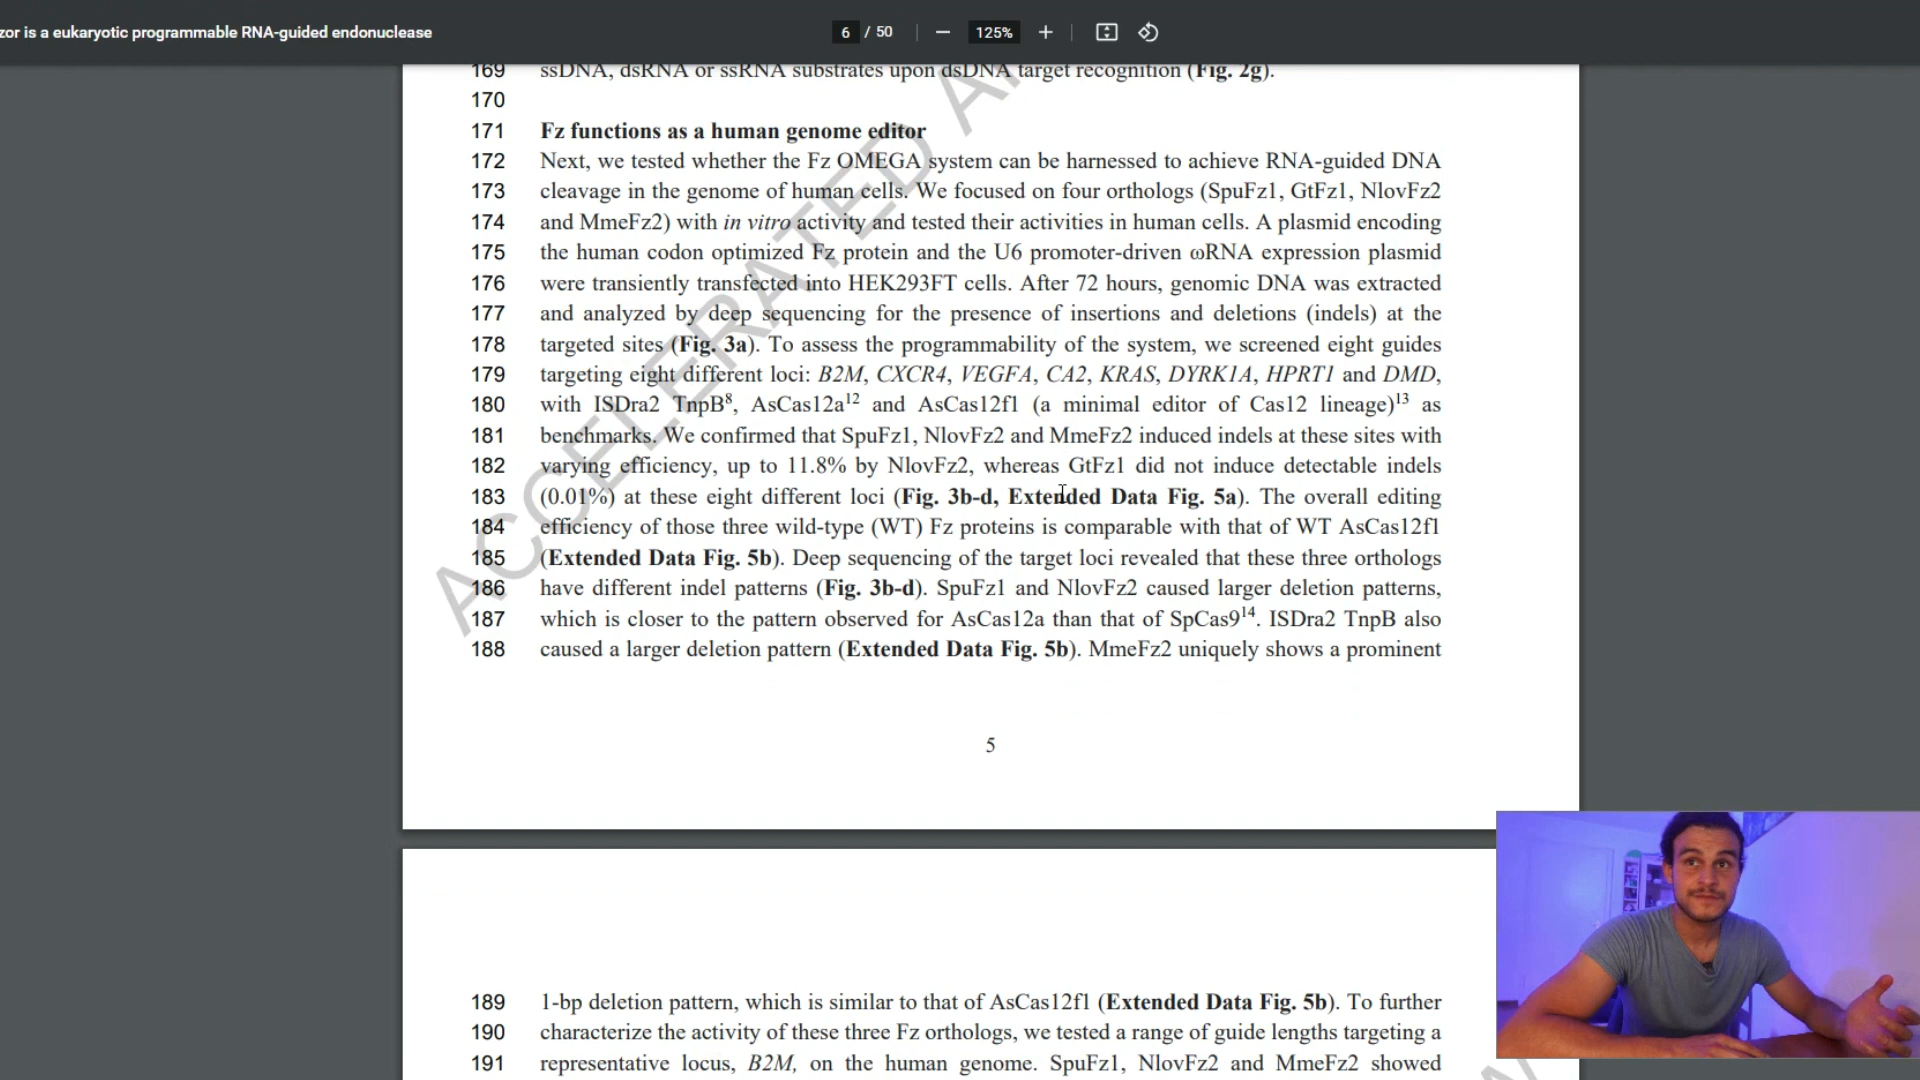 zor is a eukaryotic programmable RNA-guided endonuclease
6 / 50
125%
169 ssDNA, dsRNA or ssRNA substrates upon dsDNA target recognition (Fig. 2g).
170
171 Fz functions as a human genome editor
172 Next, we tested whether the Fz OMEGA system can be harnessed to achieve RNA-guided DNA
173 cleavage in the genome of human cells. We focused on four orthologs (SpuFz1, GtFz1, NlovFz2
174 and MmeFz2) with in vitro activity and tested their activities in human cells. A plasmid encoding
175 the human codon optimized Fz protein and the U6 promoter-driven ωRNA expression plasmid
176 were transiently transfected into HEK293FT cells. After 72 hours, genomic DNA was extracted
177 and analyzed by deep sequencing for the presence of insertions and deletions (indels) at the
178 targeted sites (Fig. 3a). To assess the programmability of the system, we screened eight guides
179 targeting eight different loci: B2M, CXCR4, VEGFA, CA2, KRAS, DYRK1A, HPRT1 and DMD,
180 with ISDra2 TnpB⁸, AsCas12a¹² and AsCas12f1 (a minimal editor of Cas12 lineage)¹³ as
181 benchmarks. We confirmed that SpuFz1, NlovFz2 and MmeFz2 induced indels at these sites with
182 varying efficiency, up to 11.8% by NlovFz2, whereas GtFz1 did not induce detectable indels
183 (0.01%) at these eight different loci (Fig. 3b-d, Extended Data Fig. 5a). The overall editing
184 efficiency of those three wild-type (WT) Fz proteins is comparable with that of WT AsCas12f1
185 (Extended Data Fig. 5b). Deep sequencing of the target loci revealed that these three orthologs
186 have different indel patterns (Fig. 3b-d). SpuFz1 and NlovFz2 caused larger deletion patterns,
187 which is closer to the pattern observed for AsCas12a than that of SpCas9¹⁴. ISDra2 TnpB also
188 caused a larger deletion pattern (Extended Data Fig. 5b). MmeFz2 uniquely shows a prominent
ACCELERATED
5
189 1-bp deletion pattern, which is similar to that of AsCas12f1 (Extended Data Fig. 5b). To further
190 characterize the activity of these three Fz orthologs, we tested a range of guide lengths targeting a
191 representative locus, B2M, on the human genome. SpuFz1, NlovFz2 and MmeFz2 showed